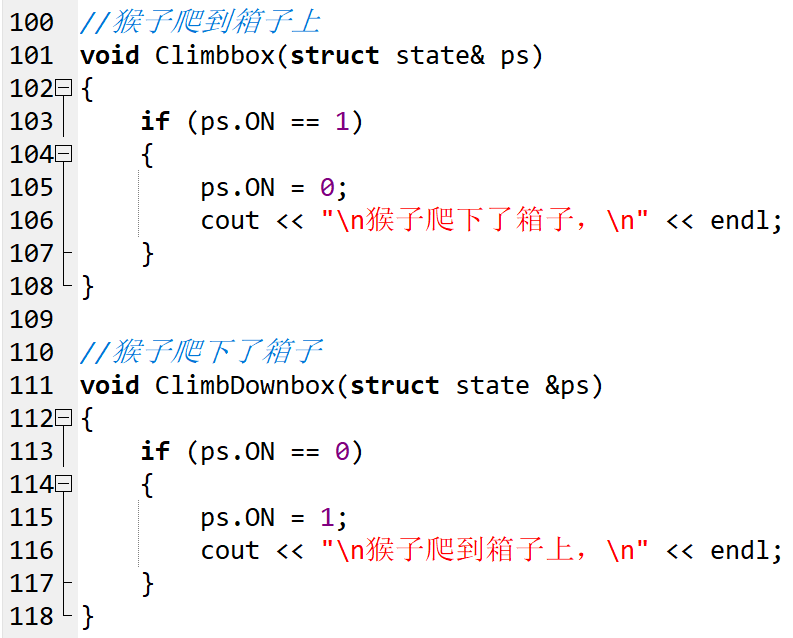 100 //猴子爬到箱子上
101 void Climbbox(struct state& ps)
102 {
103     if (ps.ON == 1)
104     {
105         ps.ON = 0;
106         cout << "\n猴子爬下了箱子，\n" << endl;
107     }
108 }
109
110 //猴子爬下了箱子
111 void ClimbDownbox(struct state &ps)
112 {
113     if (ps.ON == 0)
114     {
115         ps.ON = 1;
116         cout << "\n猴子爬到箱子上，\n" << endl;
117     }
118 }